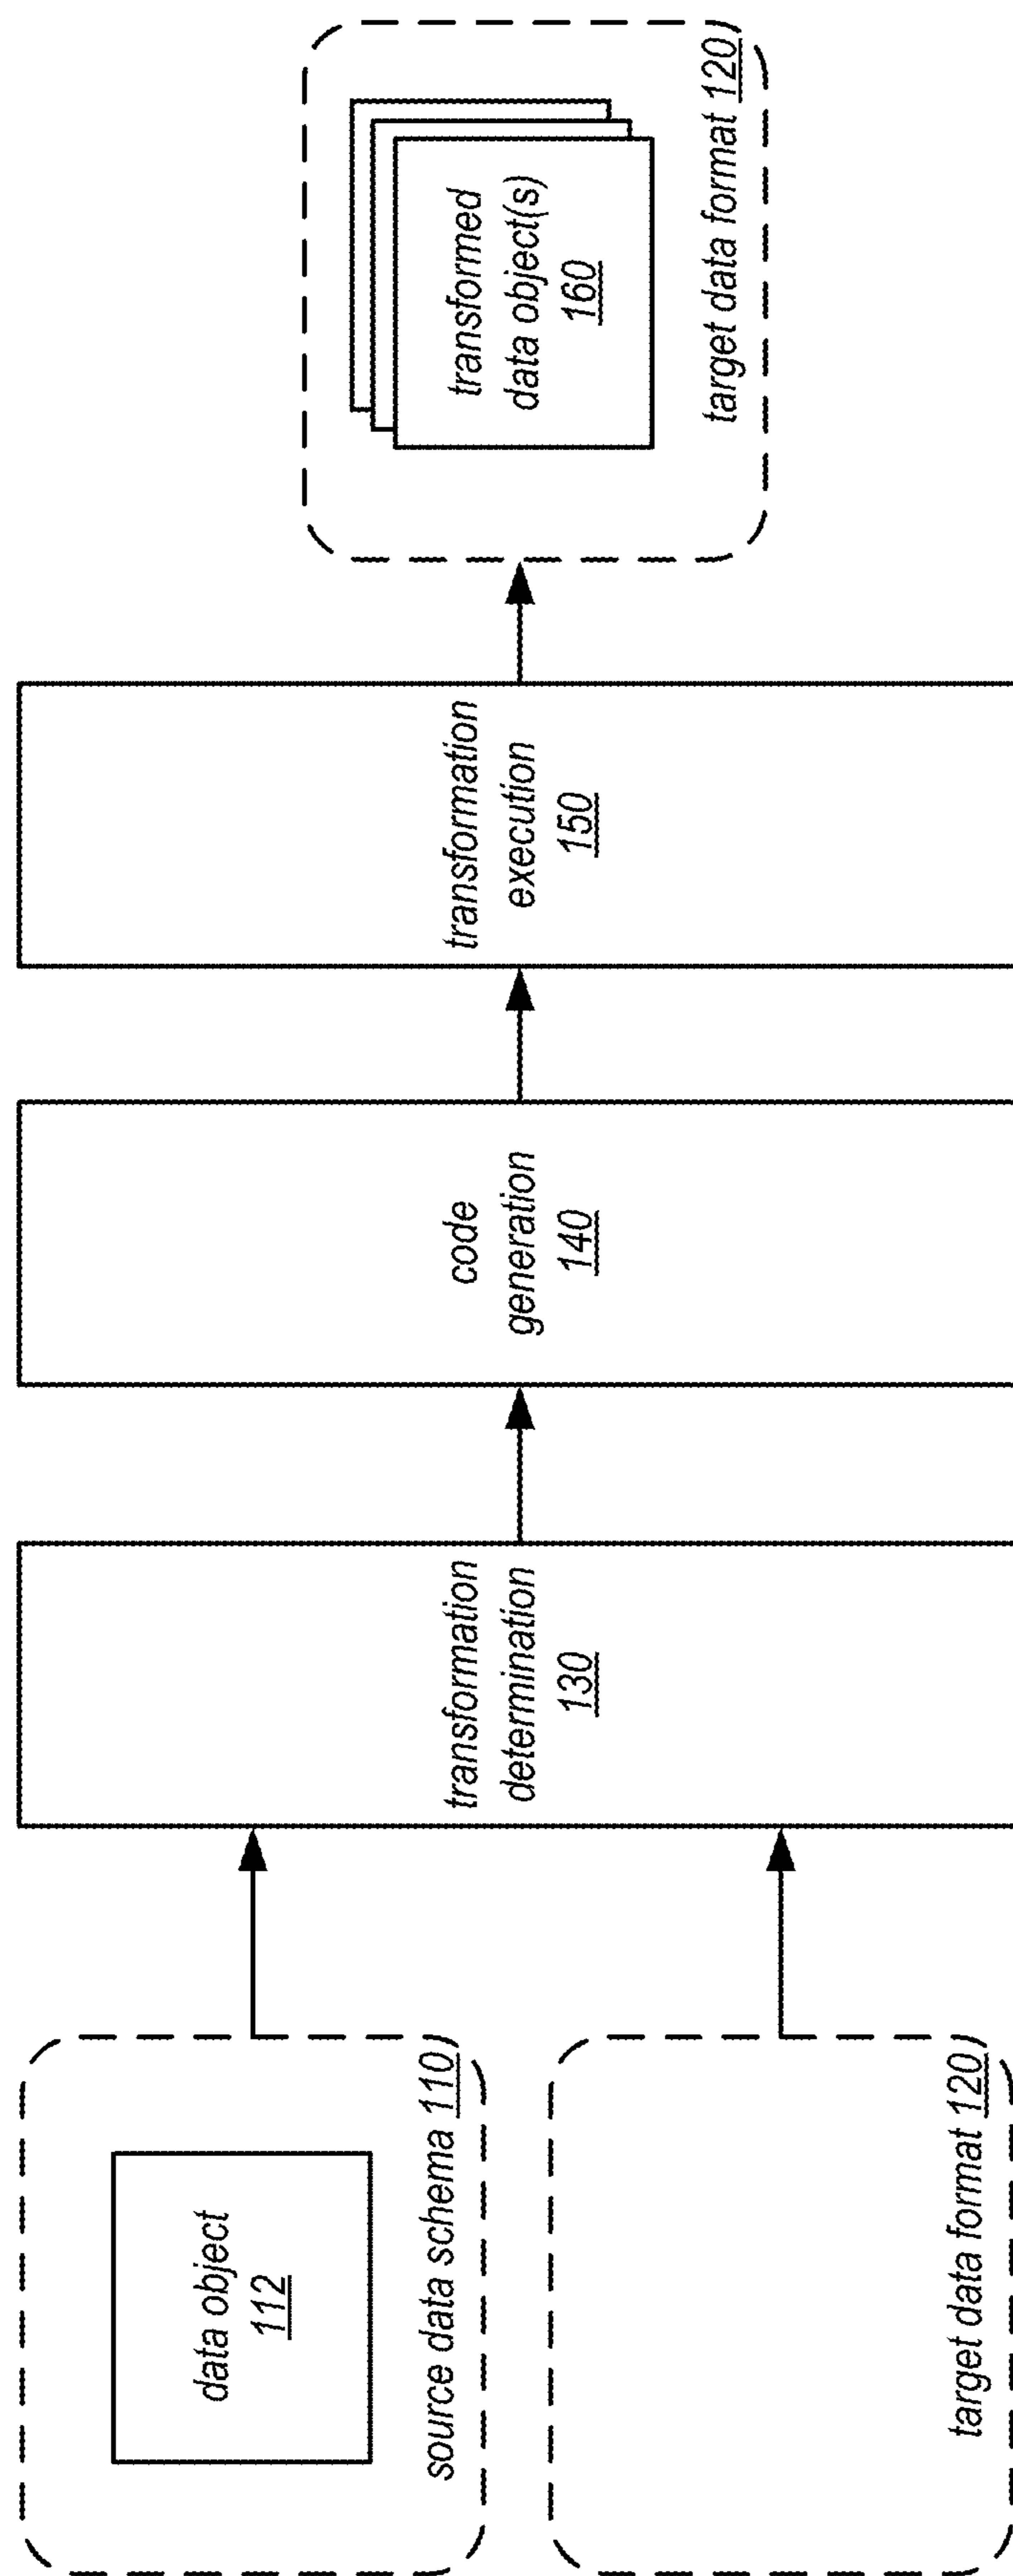 data object
112
source data schema 110
target data format 120
transformation
determination
130
code
generation
140
transformation
execution
150
transformed
data object(s)
160
target data format 120